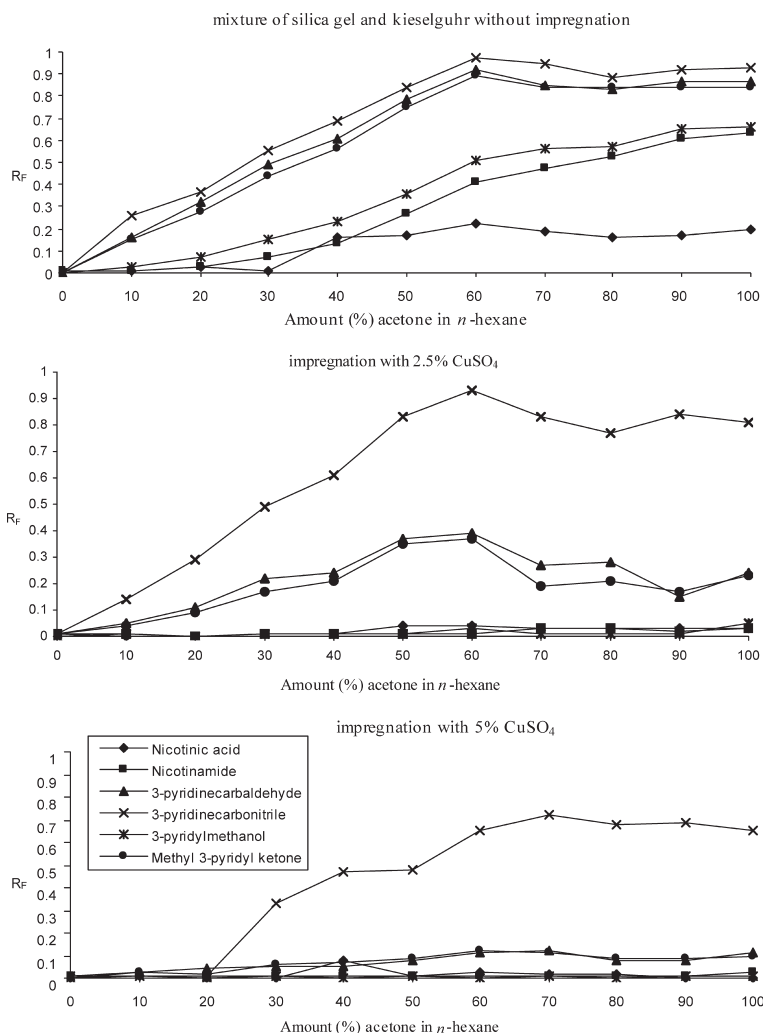 mixture of silica gel and kieselguhr without impregnation
1
0.9
0.8
0.7
0.6
0.5
0.4
0.3
0.2
0.1
0
R_F
0 10 20 30 40 50 60 70 80 90 100
Amount (%) acetone in n-hexane
impregnation with 2.5% CuSO₄
1
0.9
0.8
0.7
0.6
0.5
0.4
0.3
0.2
0.1
0
R_F
0 10 20 30 40 50 60 70 80 90 100
Amount (%) acetone in n-hexane
impregnation with 5% CuSO₄
1
0.9
0.8
0.7
0.6
0.5
0.4
0.3
0.2
0.1
0
R_F
Nicotinic acid
Nicotinamide
3-pyridinecarbaldehyde
3-pyridinecarbonitrile
3-pyridylmethanol
Methyl 3-pyridyl ketone
0 10 20 30 40 50 60 70 80 90 100
Amount (%) acetone in n-hexane